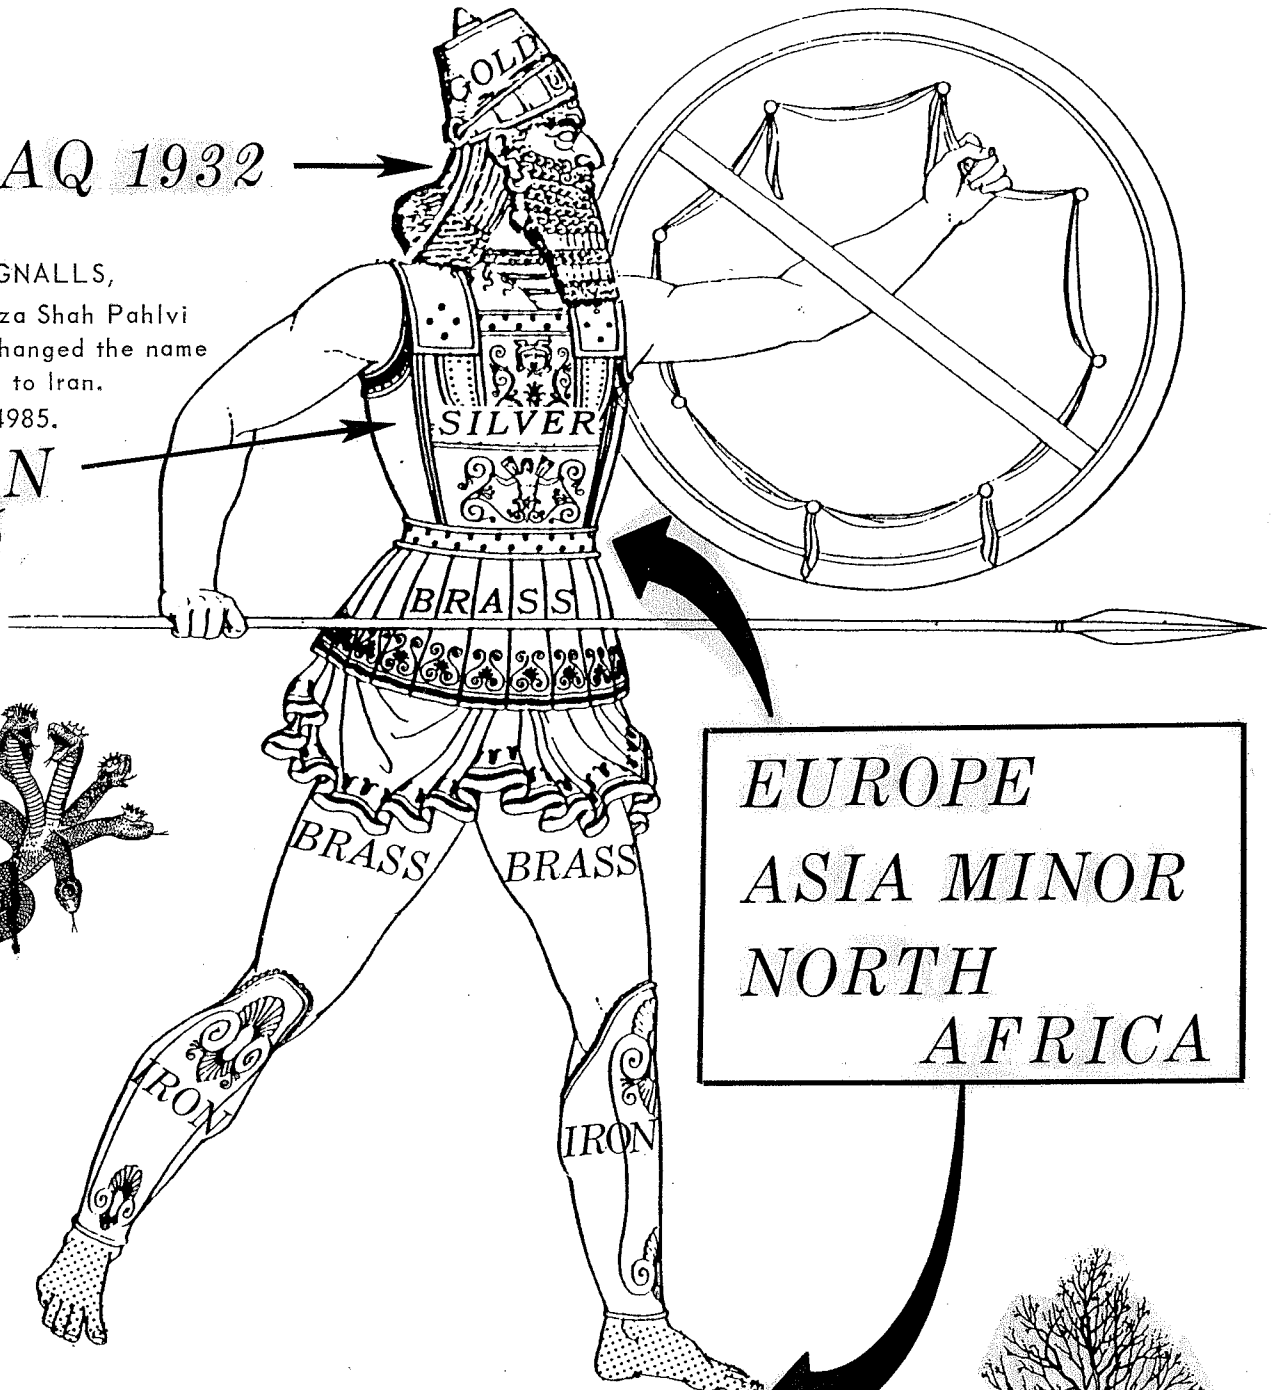 GOLD
AQ 1932
GNALLS,
za Shah Pahlvi
hanged the name
to Iran.
4985.
SILVER
N
BRASS
EUROPE
ASIA MINOR
NORTH
AFRICA
BRASS BRASS
IRON
IRON